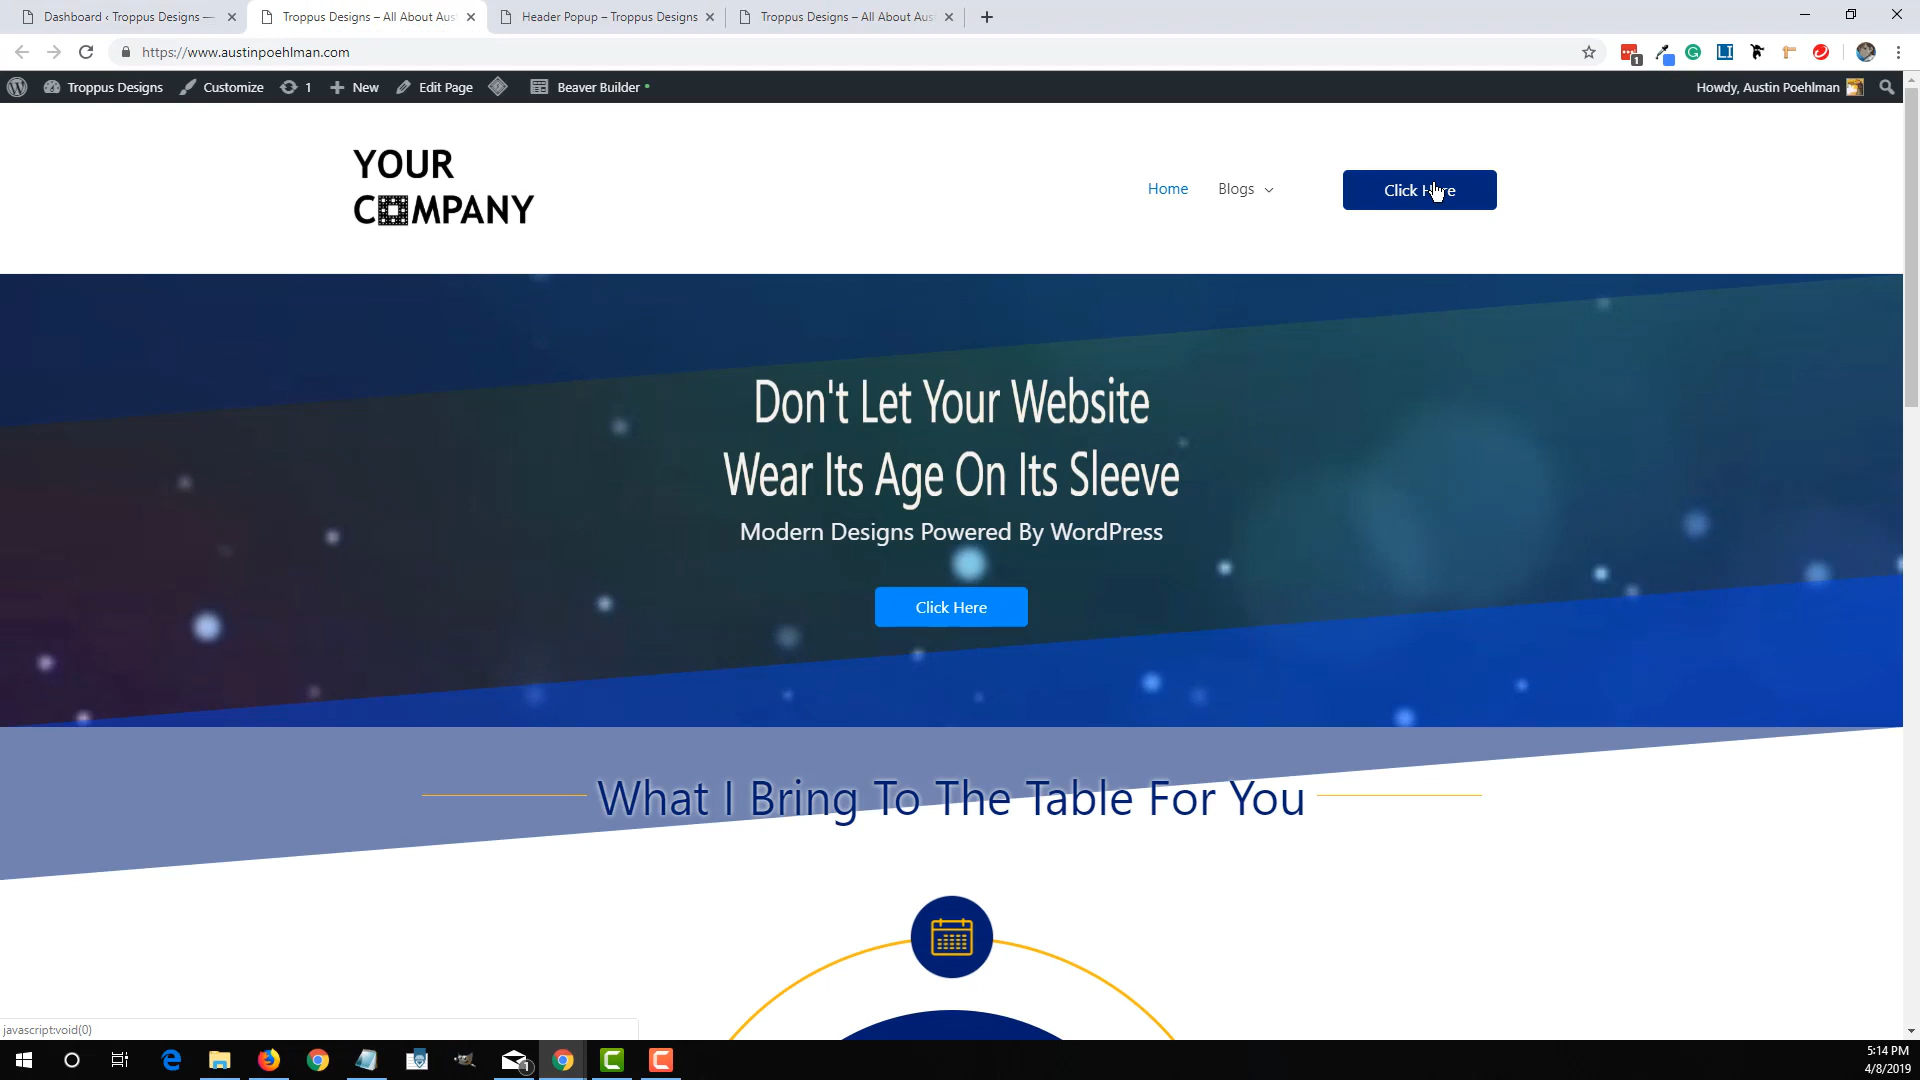 Dashboard ‹ Troppus Designs —
Troppus Designs – All About Aus
Header Popup – Troppus Designs
Troppus Designs – All About Aus
https://www.austinpoehlman.com
1
Troppus Designs
Customize
1
New
Edit Page
Beaver Builder
Howdy, Austin Poehlman
YOUR
COMPANY
Home
Blogs
Click Here
Don't Let Your Website
Wear Its Age On Its Sleeve
Modern Designs Powered By WordPress
Click Here
What I Bring To The Table For You
javascript:void(0)
1
5:14 PM
4/8/2019